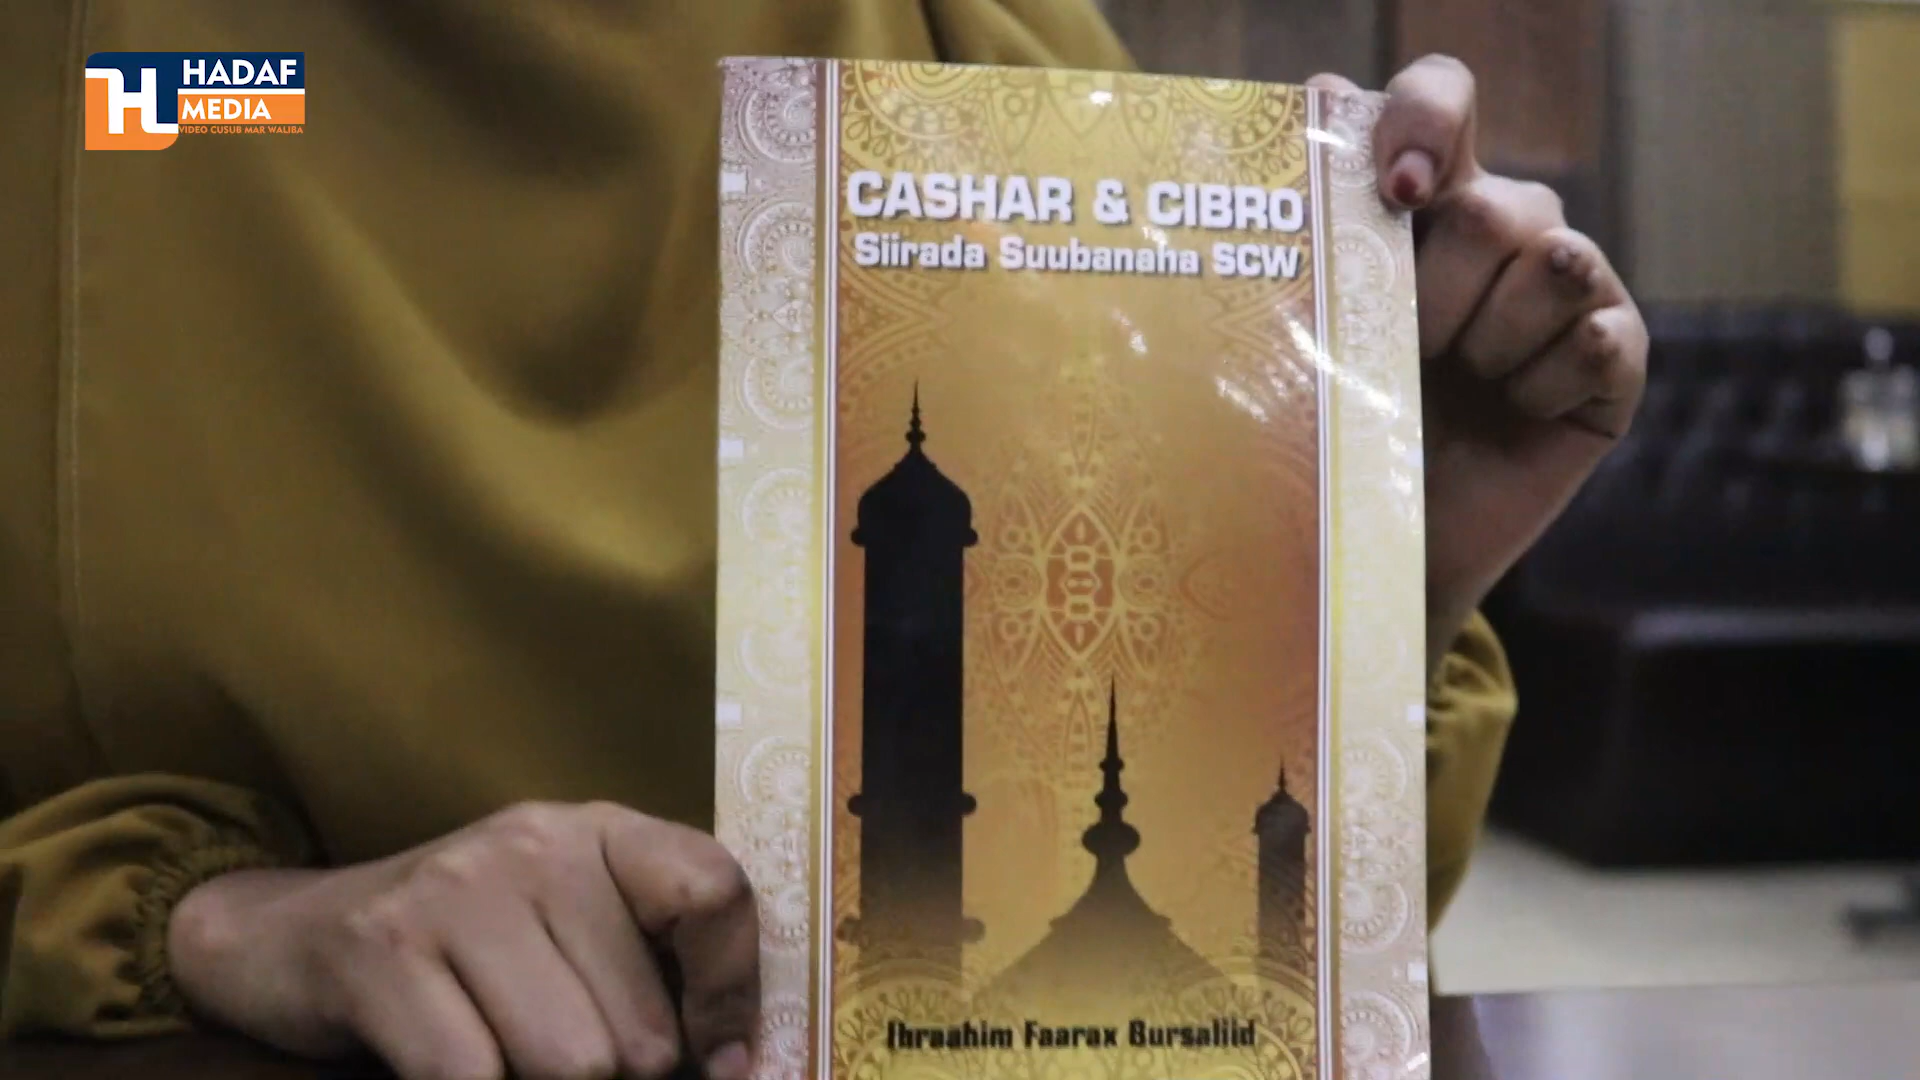 HADAF
MEDIA
VIDEO CUSUB MAR WALIBA
CASHAR & CIBRO
Siirada Suubanaha SCW
Ibraahim Faarax Bursaliid